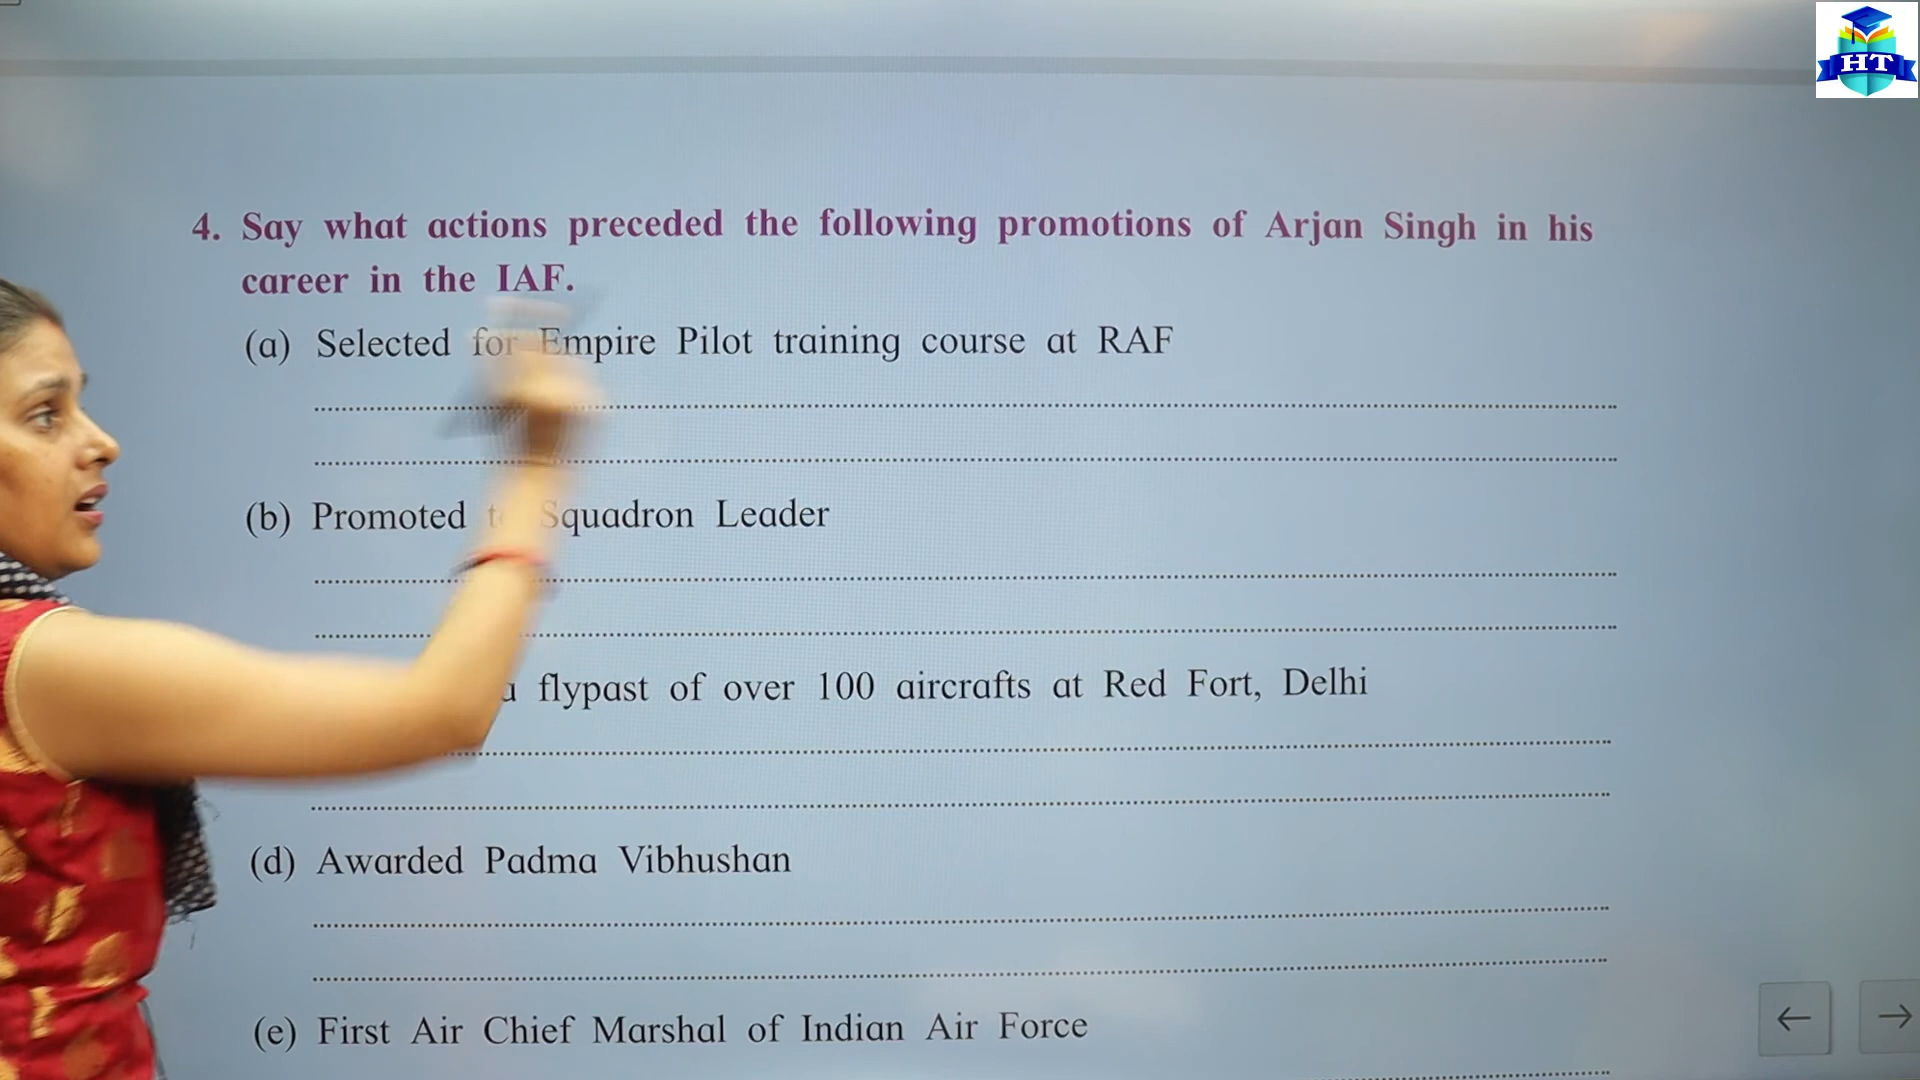 HT
4. Say what actions preceded the following promotions of Arjan Singh in his
career in the IAF.
(a) Selected for Empire Pilot training course at RAF
(b) Promoted Squadron Leader
flypast of over 100 aircrafts at Red Fort, Delhi
(d) Awarded Padma Vibhushan
(e) First Air Chief Marshal of Indian Air Force